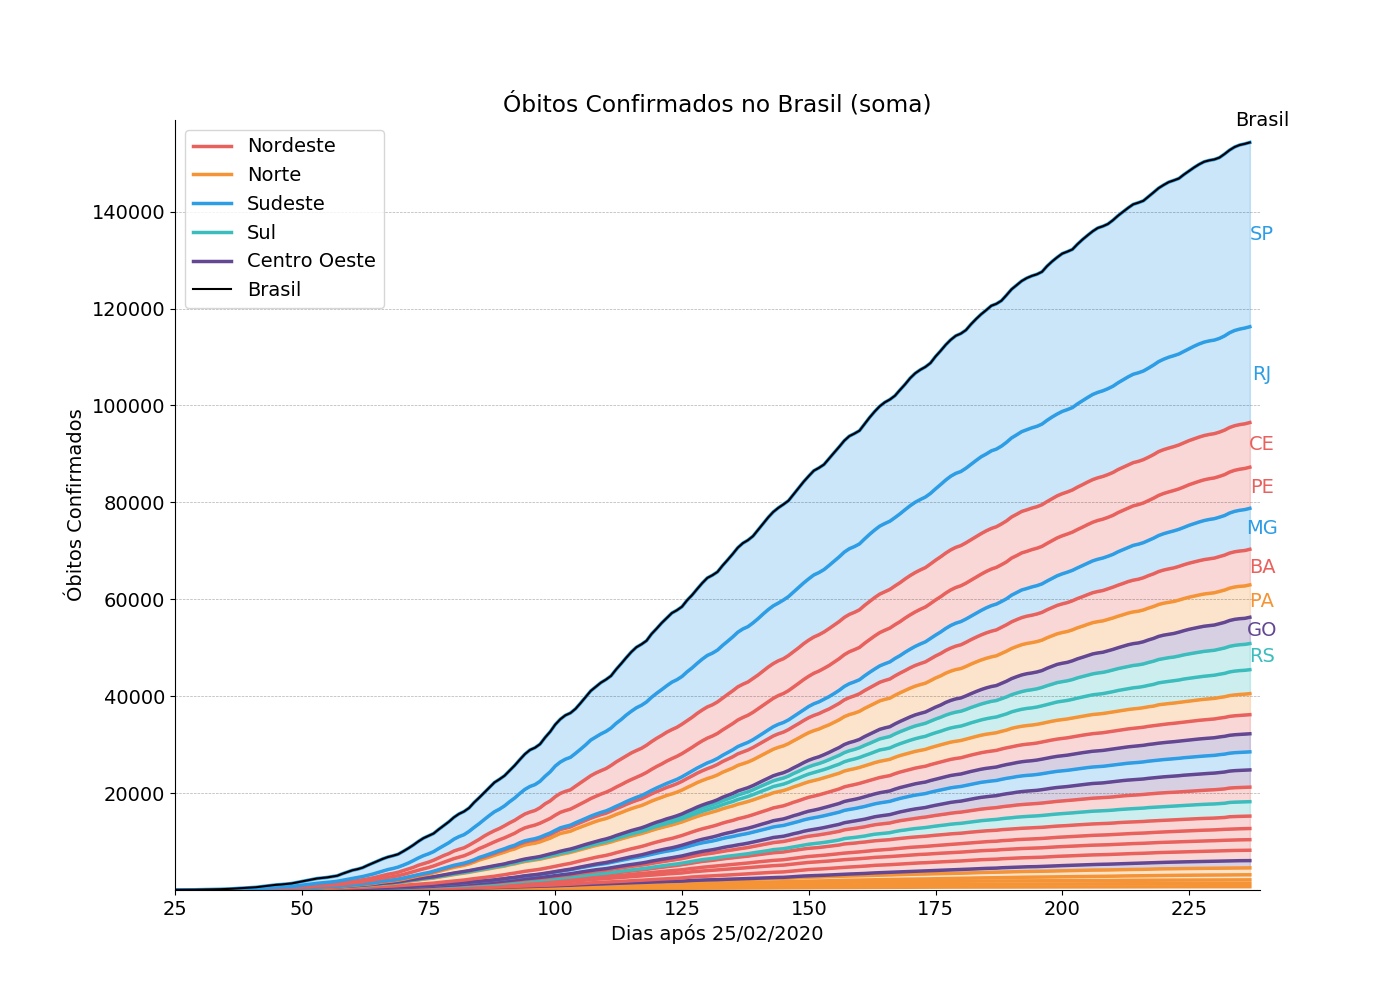 Óbitos Confirmados no Brasil (soma)
Brasil
Nordeste
Norte
Sudeste
Sul
Centro Oeste
Brasil
140000
120000
100000
80000
60000
40000
20000
Óbitos Confirmados
SP
RJ
CE
PE
MG
BA
PA
GO
RS
25 50 75 100 125 150 175 200 225
Dias após 25/02/2020